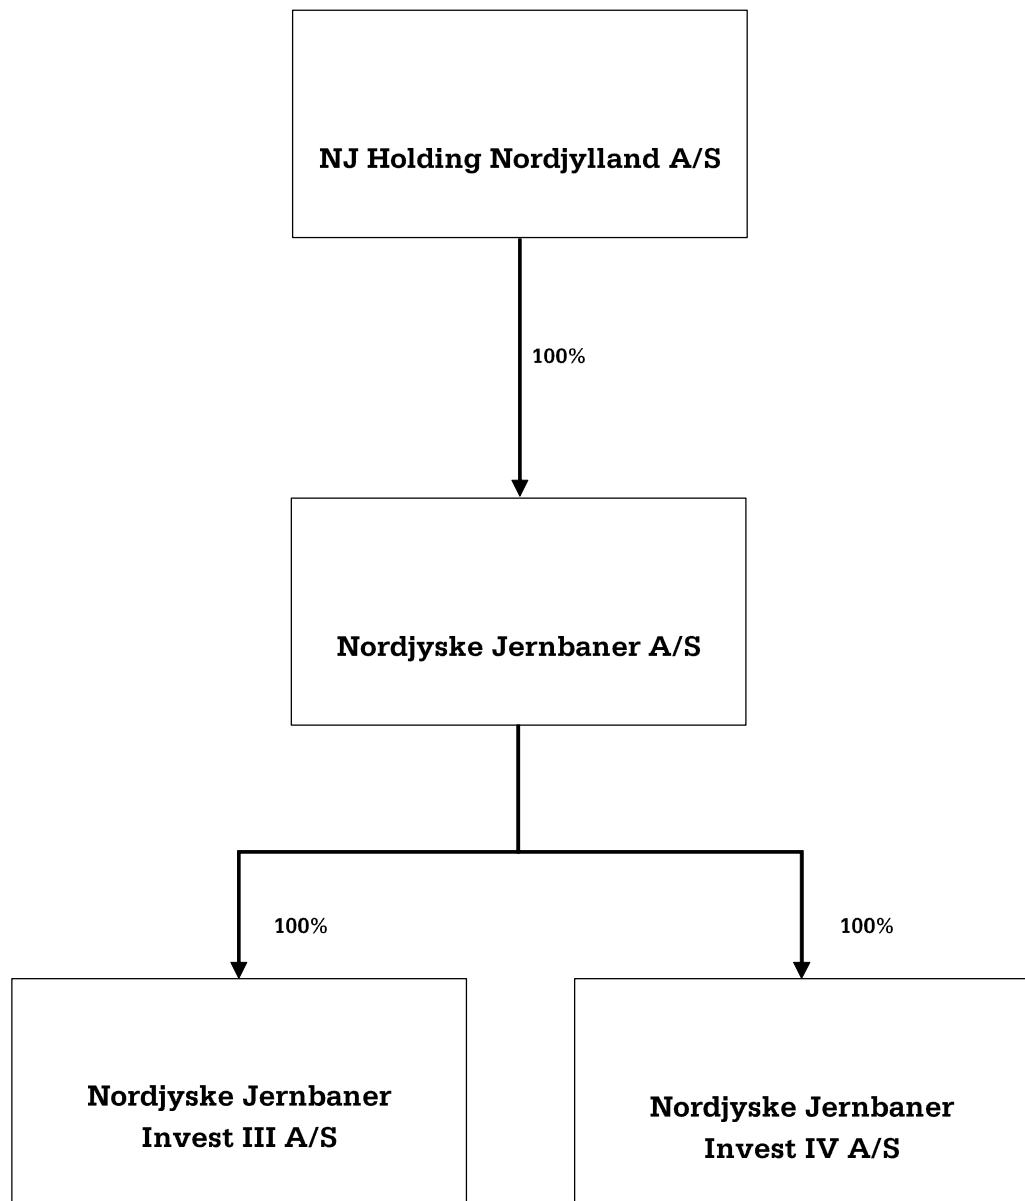 NJ Holding Nordjylland A/S
100%
Nordjyske Jernbaner A/S
100%
100%
Nordjyske Jernbaner
Invest III A/S
Nordjyske Jernbaner
Invest IV A/S